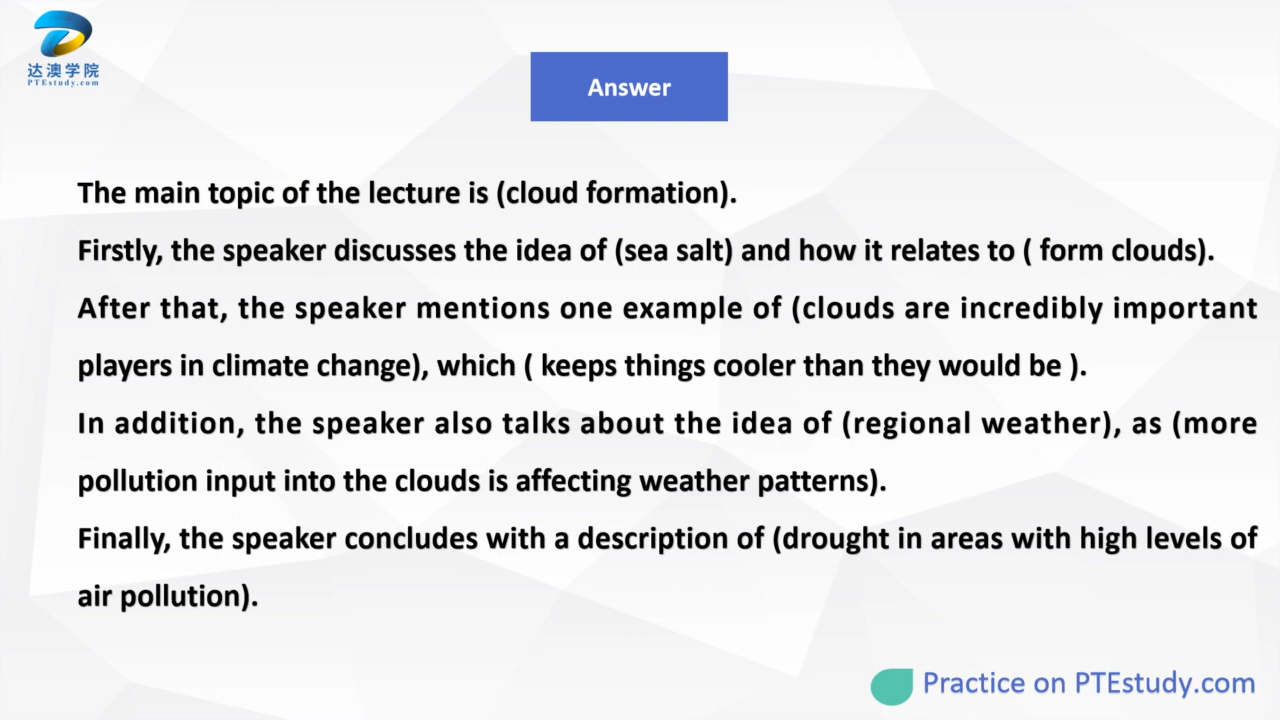 达澳学院
PTEstudy.com
Answer
The main topic of the lecture is (cloud formation).
Firstly, the speaker discusses the idea of (sea salt) and how it relates to ( form clouds).
After that, the speaker mentions one example of (clouds are incredibly important
players in climate change), which ( keeps things cooler than they would be ).
In addition, the speaker also talks about the idea of (regional weather), as (more
pollution input into the clouds is affecting weather patterns).
Finally, the speaker concludes with a description of (drought in areas with high levels of
air pollution).
Practice on PTEstudy.com